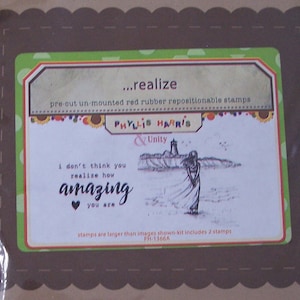 ...realize
pre-cut un-mounted red rubber repositionable stamps
PHYLLIS HARRIS
& Unity
i don't think you
realize how
amazing
you are
stamps are larger than images shown-kit includes 2 stamps